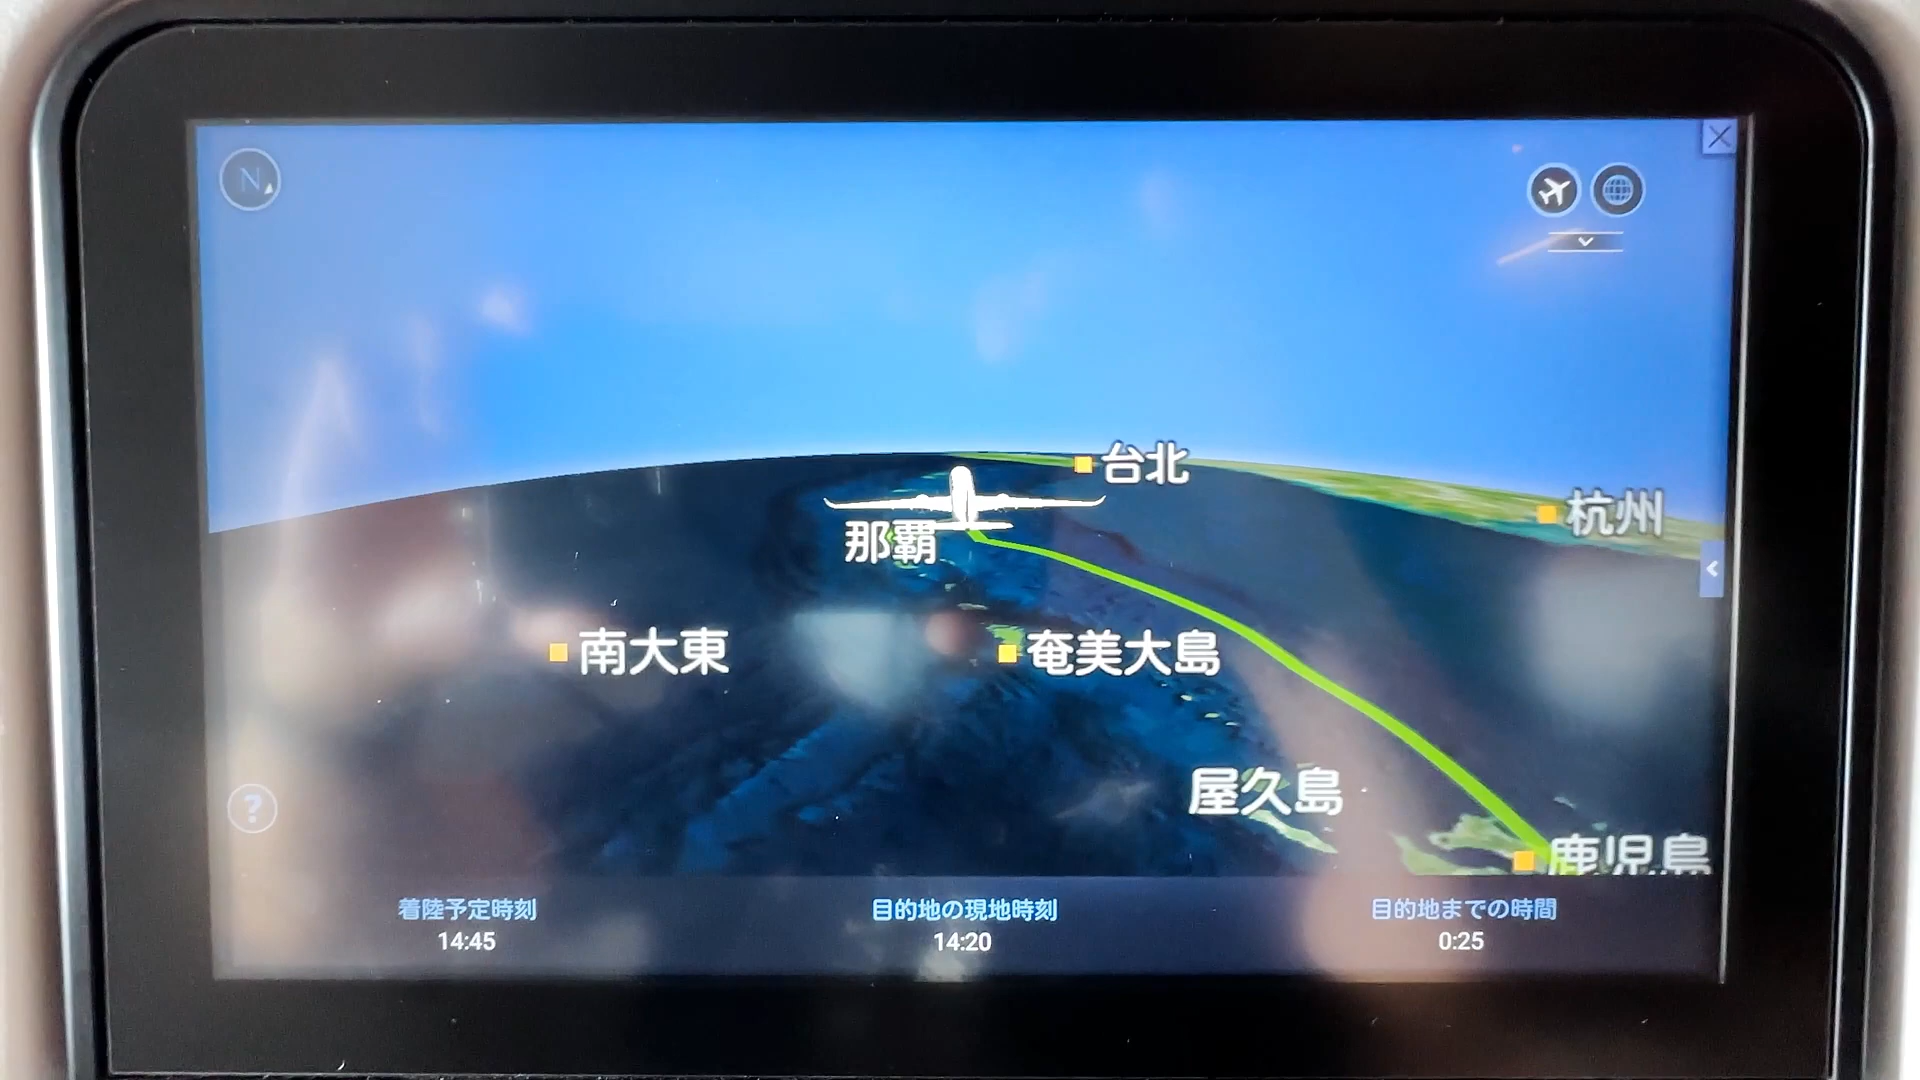 N
台北
杭州
那覇
南大東
奄美大島
屋久島
鹿児島
?
着陸予定時刻
14:45
目的地の現地時刻
14:20
目的地までの時間
0:25